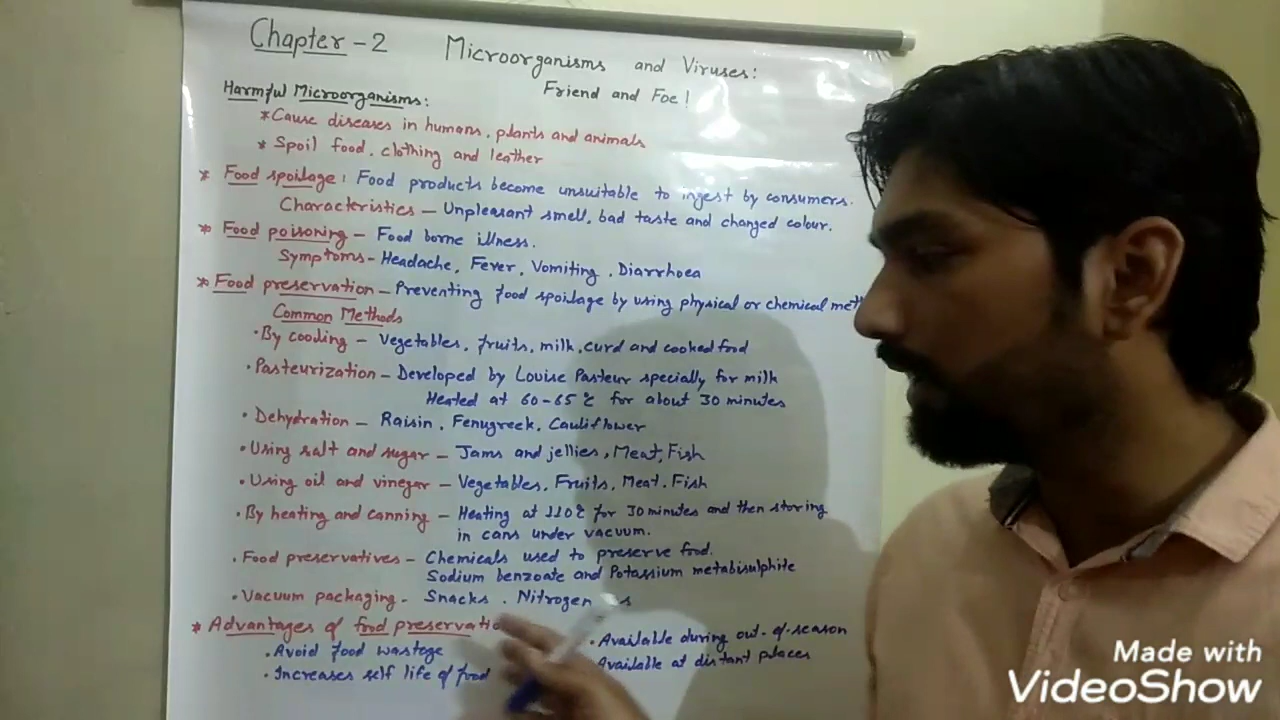 Chapter - 2 Microorganisms and Viruses:
Friend and Foe!
Harmful Microorganisms:
* Cause diseases in humans, plants and animals
* Spoil food, clothing and leather
* Food spoilage: Food products become unsuitable to ingest by consumers.
Characteristics - Unpleasant smell, bad taste and changed colour.
* Food poisoning - Food borne illness.
Symptoms - Headache, Fever, Vomiting, Diarrhoea
* Food preservation - Preventing food spoilage by using physical or chemical met
Common Methods
• By cooling - Vegetables, fruits, milk, curd and cooked food
• Pasteurization - Developed by Louise Pasteur specially for milk
Heated at 60-65°C for about 30 minutes
• Dehydration - Raisin, Fenugreek, Cauliflower
• Using salt and sugar - Jams and jellies, Meat, Fish
• Using oil and vinegar - Vegetables, Fruits, Meat, Fish
• By heating and canning - Heating at 110°C for 30 minutes and then storing
in cans under vacuum.
• Food preservatives - Chemicals used to preserve food.
Sodium benzoate and Potassium metabisulphite
• Vacuum packaging - Snacks. Nitrogen
* Advantages of food preservatio
• Avoid food wastege
• Increases self life of food
• Available during out-of-season
Available at distant places
Made with
VideoShow